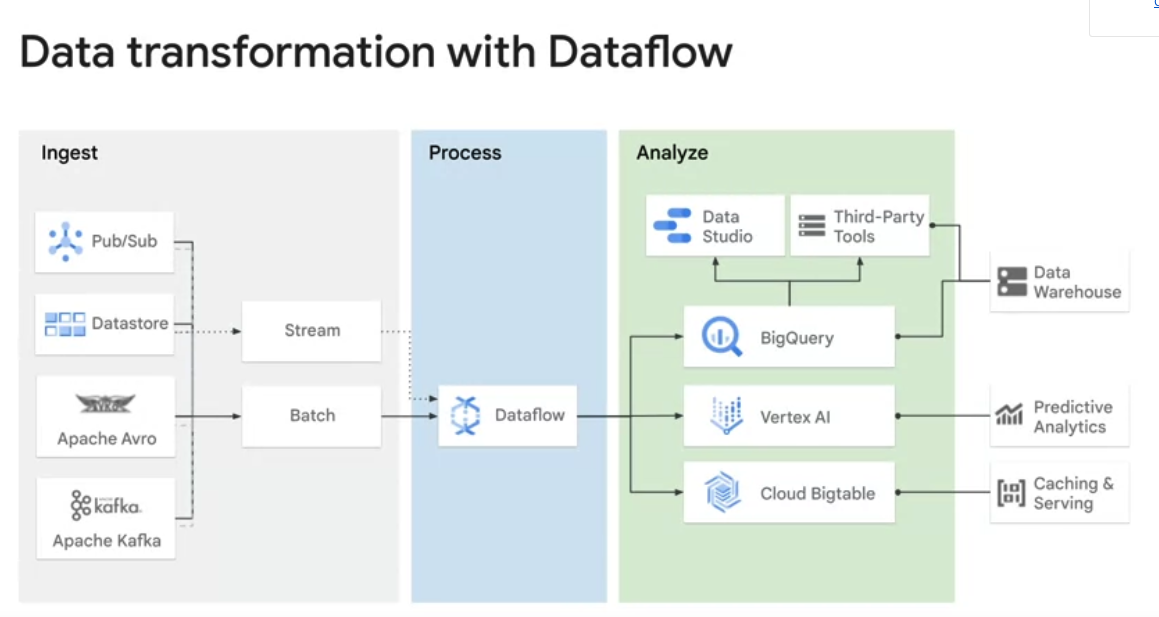 Data transformation with Dataflow
Ingest
Process
Analyze
Pub/Sub
Datastore
Apache Avro
kafka.
Apache Kafka
Stream
Batch
Dataflow
Data
Studio
Third-Party
Tools
BigQuery
Vertex AI
Cloud Bigtable
Data
Warehouse
Predictive
Analytics
Caching &
Serving